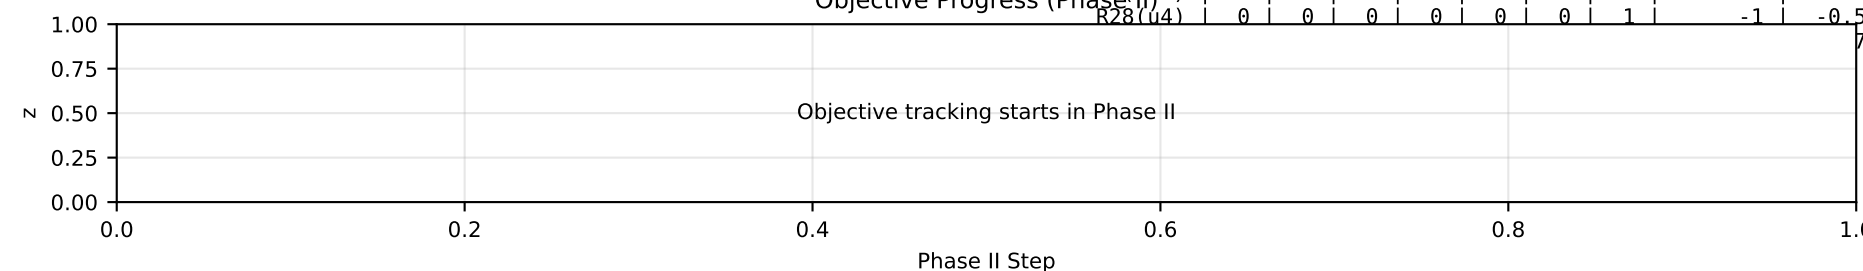 Objective Progress (Phase II)
R28(u4) | 0 | 0 | 0 | 0 | 0 | 0 | 1 | -1 | -0.5
1.00
0.75
z 0.50
Objective tracking starts in Phase II
0.25
0.00
0.0 0.2 0.4 0.6 0.8
Phase II Step